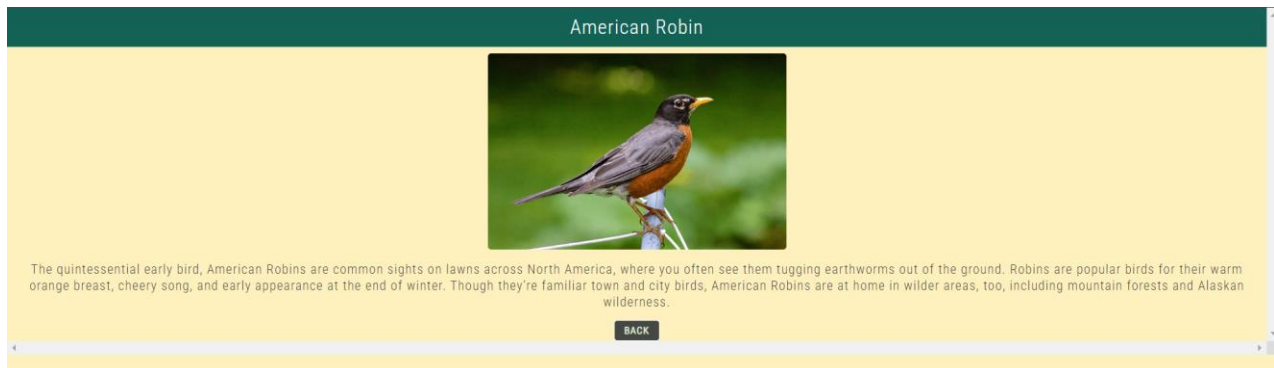 American Robin
The quintessential early bird, American Robins are common sights on lawns across North America, where you often see them tugging earthworms out of the ground. Robins are popular birds for their warm
orange breast, cheery song, and early appearance at the end of winter. Though they're familiar town and city birds, American Robins are at home in wilder areas, too, including mountain forests and Alaskan
wilderness.
BACK